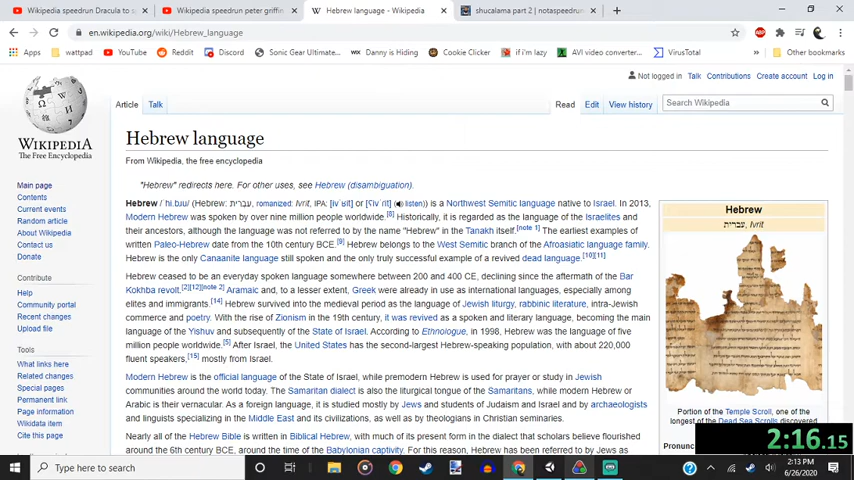 Wikipedia speedrun Dracula to s
Wikipedia speedrun peter griffin
Hebrew language - Wikipedia
shucalama part 2 | notaspeedrun
en.wikipedia.org/wiki/Hebrew_language
Apps wattpad YouTube Reddit Discord Sonic Gear Ultimate... Danny is Hiding Cookie Clicker if i'm lazy AVI video converter... VirusTotal Other bookmarks
Not logged in Talk Contributions Create account Log in
Article Talk Read Edit View history Search Wikipedia
WIKIPEDIA
The Free Encyclopedia
Main page
Contents
Current events
Random article
About Wikipedia
Contact us
Donate
Contribute
Help
Community portal
Recent changes
Upload file
Tools
What links here
Related changes
Special pages
Permanent link
Page information
Wikidata item
Cite this page
Hebrew language
From Wikipedia, the free encyclopedia
"Hebrew" redirects here. For other uses, see Hebrew (disambiguation).
Hebrew /ˈhiːbruː/ (Hebrew: עברית, romanized: Ivrit, IPA: [ivˈʁit] or [ʕivˈɾit] (listen)) is a Northwest Semitic language native to Israel. In 2013,
Modern Hebrew was spoken by over nine million people worldwide.[8] Historically, it is regarded as the language of the Israelites and
their ancestors, although the language was not referred to by the name "Hebrew" in the Tanakh itself.[note 1] The earliest examples of
written Paleo-Hebrew date from the 10th century BCE.[9] Hebrew belongs to the West Semitic branch of the Afroasiatic language family.
Hebrew is the only Canaanite language still spoken and the only truly successful example of a revived dead language.[10][11]
Hebrew ceased to be an everyday spoken language somewhere between 200 and 400 CE, declining since the aftermath of the Bar
Kokhba revolt.[2][12][note 2] Aramaic and, to a lesser extent, Greek were already in use as international languages, especially among
elites and immigrants.[14] Hebrew survived into the medieval period as the language of Jewish liturgy, rabbinic literature, intra-Jewish
commerce and poetry. With the rise of Zionism in the 19th century, it was revived as a spoken and literary language, becoming the main
language of the Yishuv and subsequently of the State of Israel. According to Ethnologue, in 1998, Hebrew was the language of five
million people worldwide.[5] After Israel, the United States has the second-largest Hebrew-speaking population, with about 220,000
fluent speakers,[15] mostly from Israel.
Modern Hebrew is the official language of the State of Israel, while premodern Hebrew is used for prayer or study in Jewish
communities around the world today. The Samaritan dialect is also the liturgical tongue of the Samaritans, while modern Hebrew or
Arabic is their vernacular. As a foreign language, it is studied mostly by Jews and students of Judaism and Israel and by archaeologists
and linguists specializing in the Middle East and its civilizations, as well as by theologians in Christian seminaries.
Nearly all of the Hebrew Bible is written in Biblical Hebrew, with much of its present form in the dialect that scholars believe flourished
around the 6th century BCE, around the time of the Babylonian captivity. For this reason, Hebrew has been referred to by Jews as
Hebrew
עברית, Ivrit
Portion of the Temple Scroll, one of the
longest of the Dead Sea Scrolls discovered
Pronunc
2:16.15
Type here to search
2:13 PM
6/26/2020